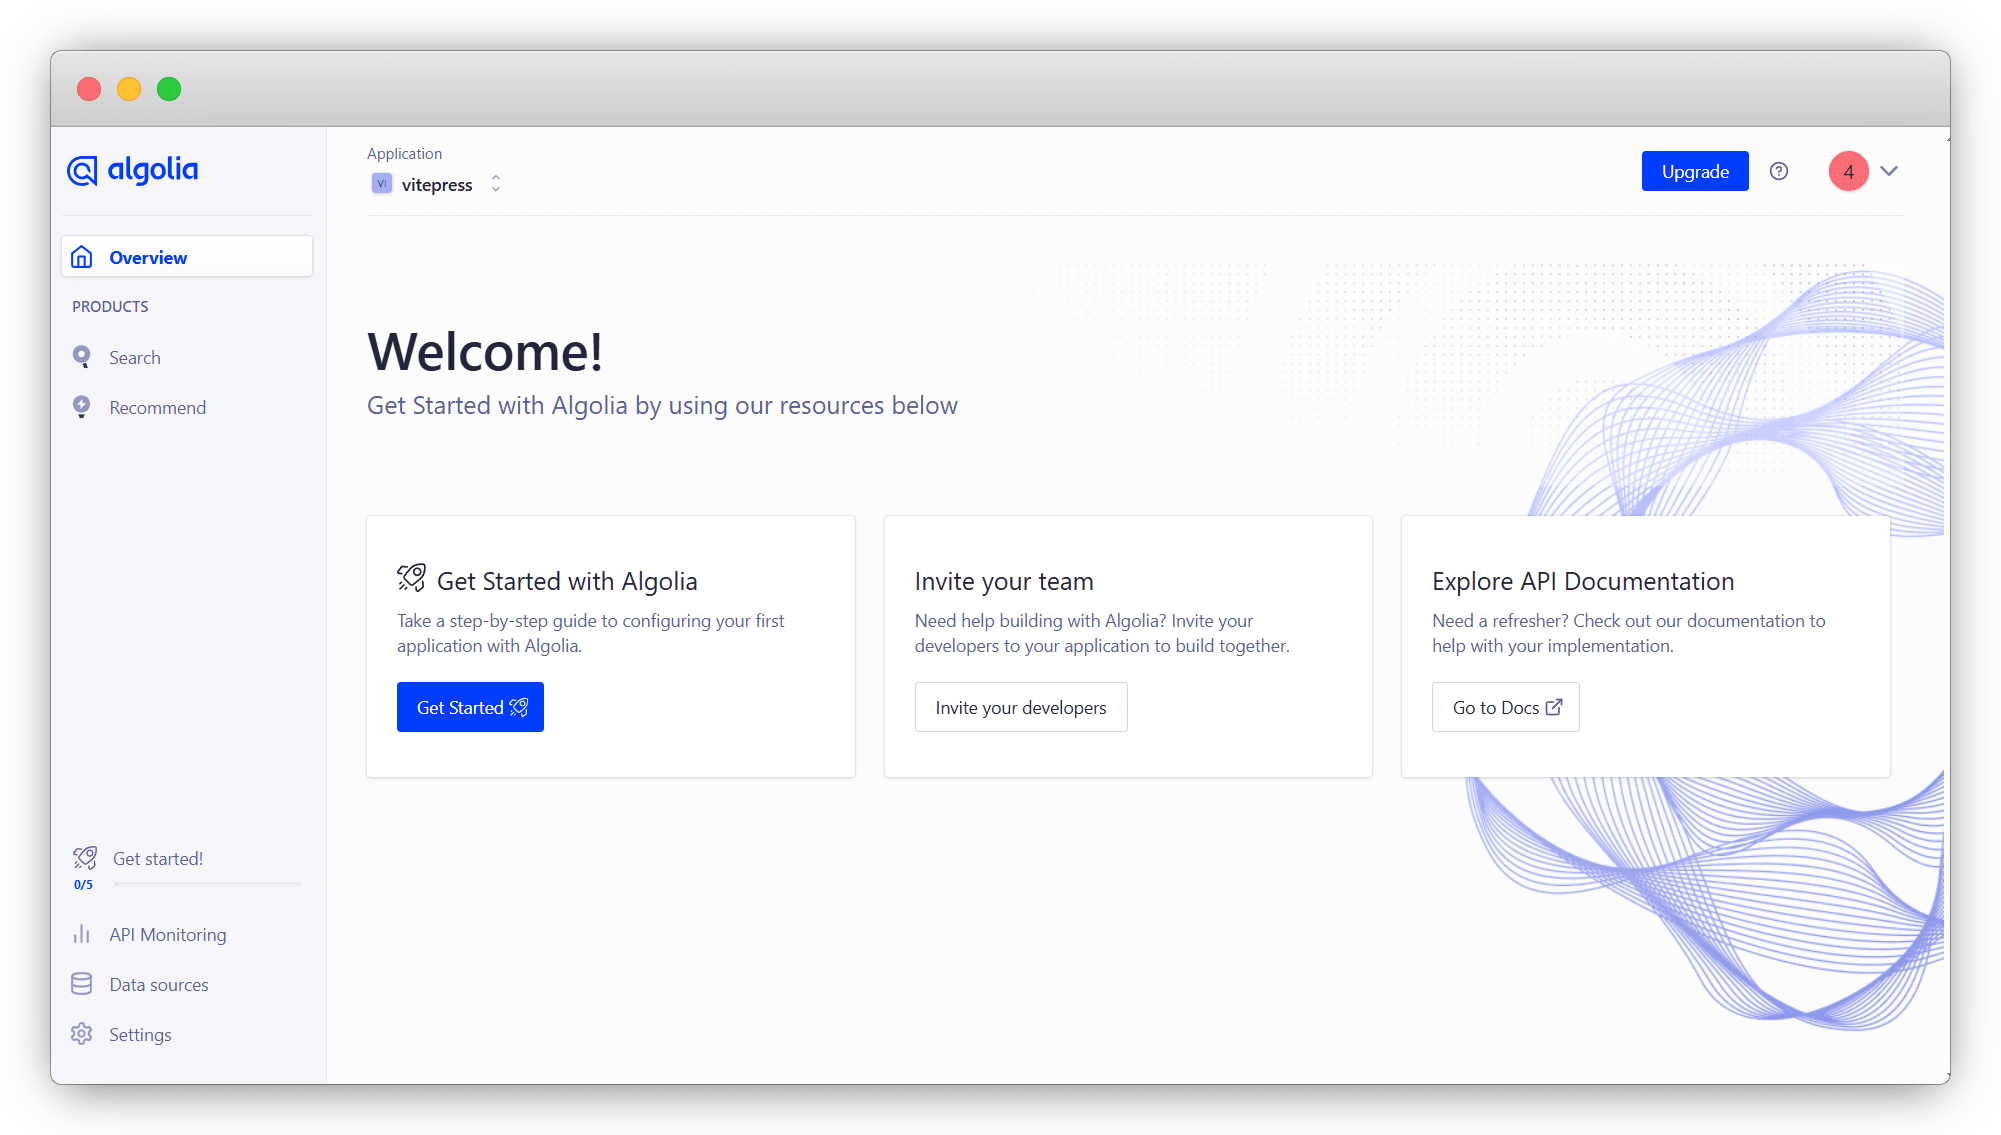 algolia
Application
VI vitepress
Upgrade
4
Overview
PRODUCTS
Search
Recommend
Welcome!
Get Started with Algolia by using our resources below
Get Started with Algolia
Take a step-by-step guide to configuring your first
application with Algolia.
Get Started
Invite your team
Need help building with Algolia? Invite your
developers to your application to build together.
Invite your developers
Explore API Documentation
Need a refresher? Check out our documentation to
help with your implementation.
Go to Docs
Get started!
0/5
API Monitoring
Data sources
Settings